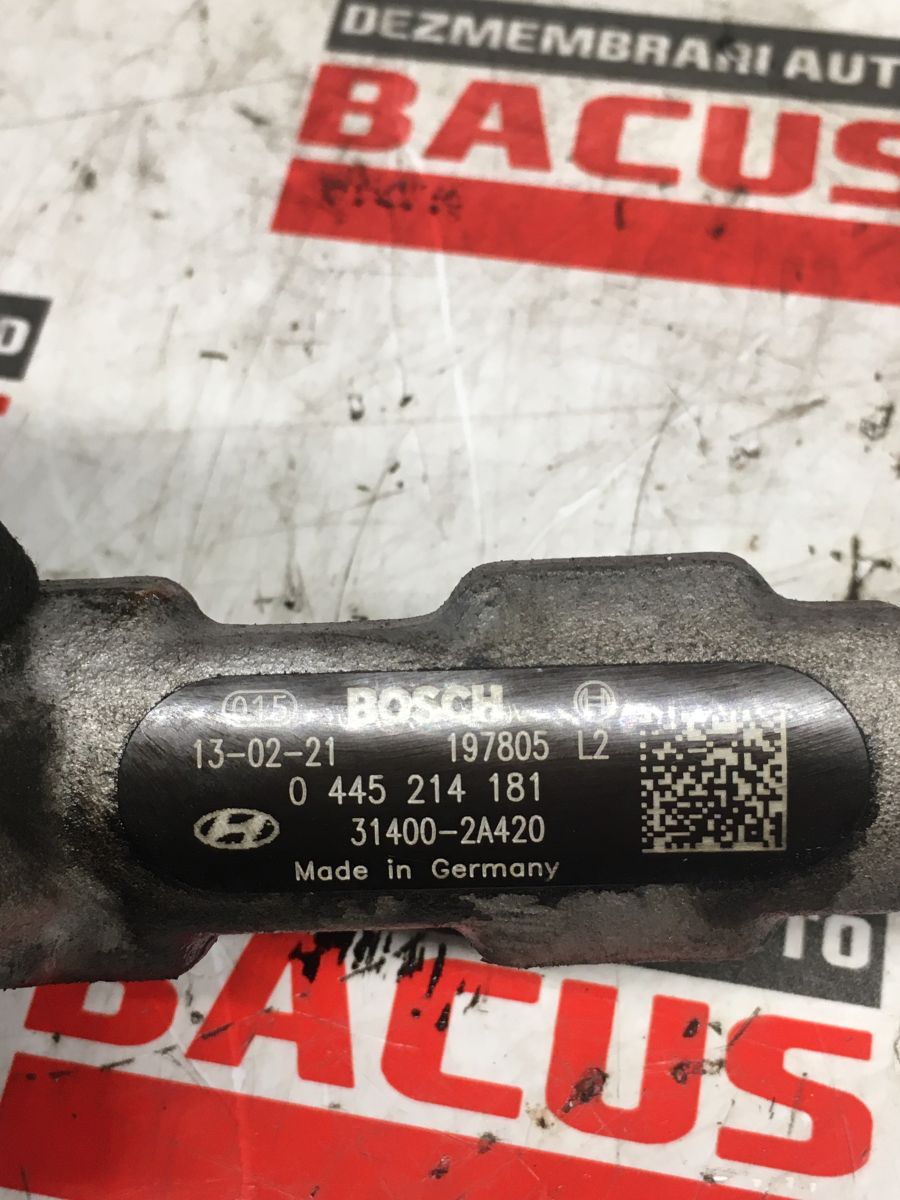 DEZMEMBRARI AUT
BACUS
O
015 BOSCH
13-02-21 197805 L2
0 445 214 181
31400-2A420
Made in Germany
TO
BACUS